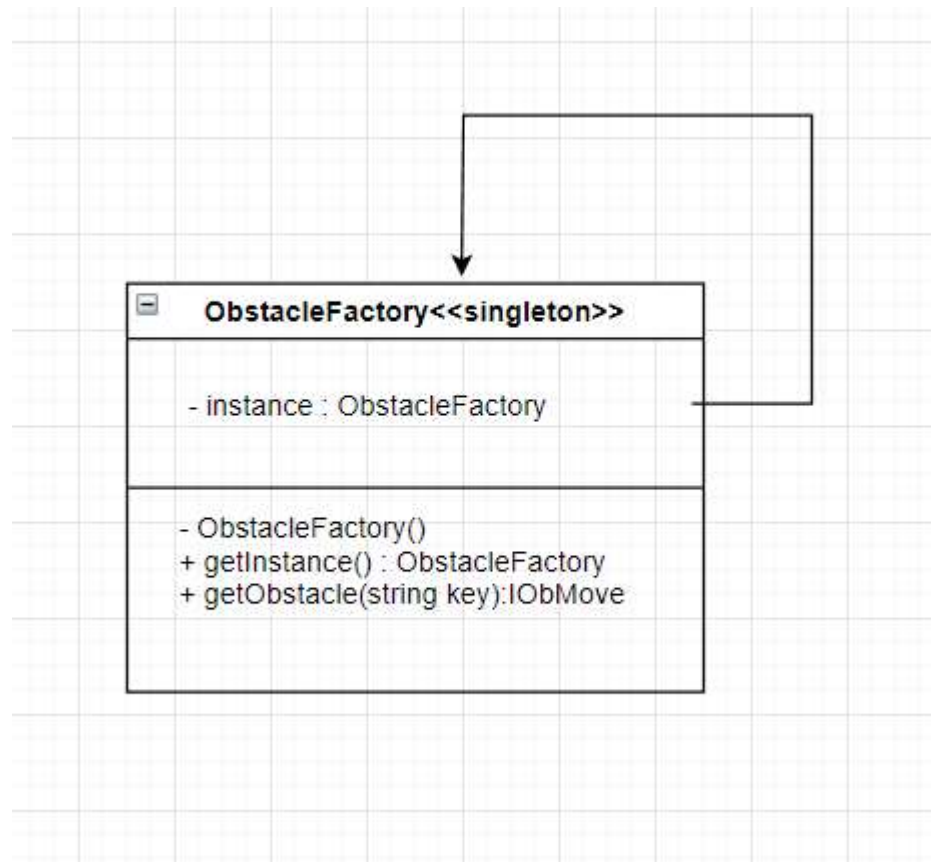 ObstacleFactory<<singleton>>
- instance : ObstacleFactory
- ObstacleFactory()
+ getInstance() : ObstacleFactory
+ getObstacle(string key):IObMove